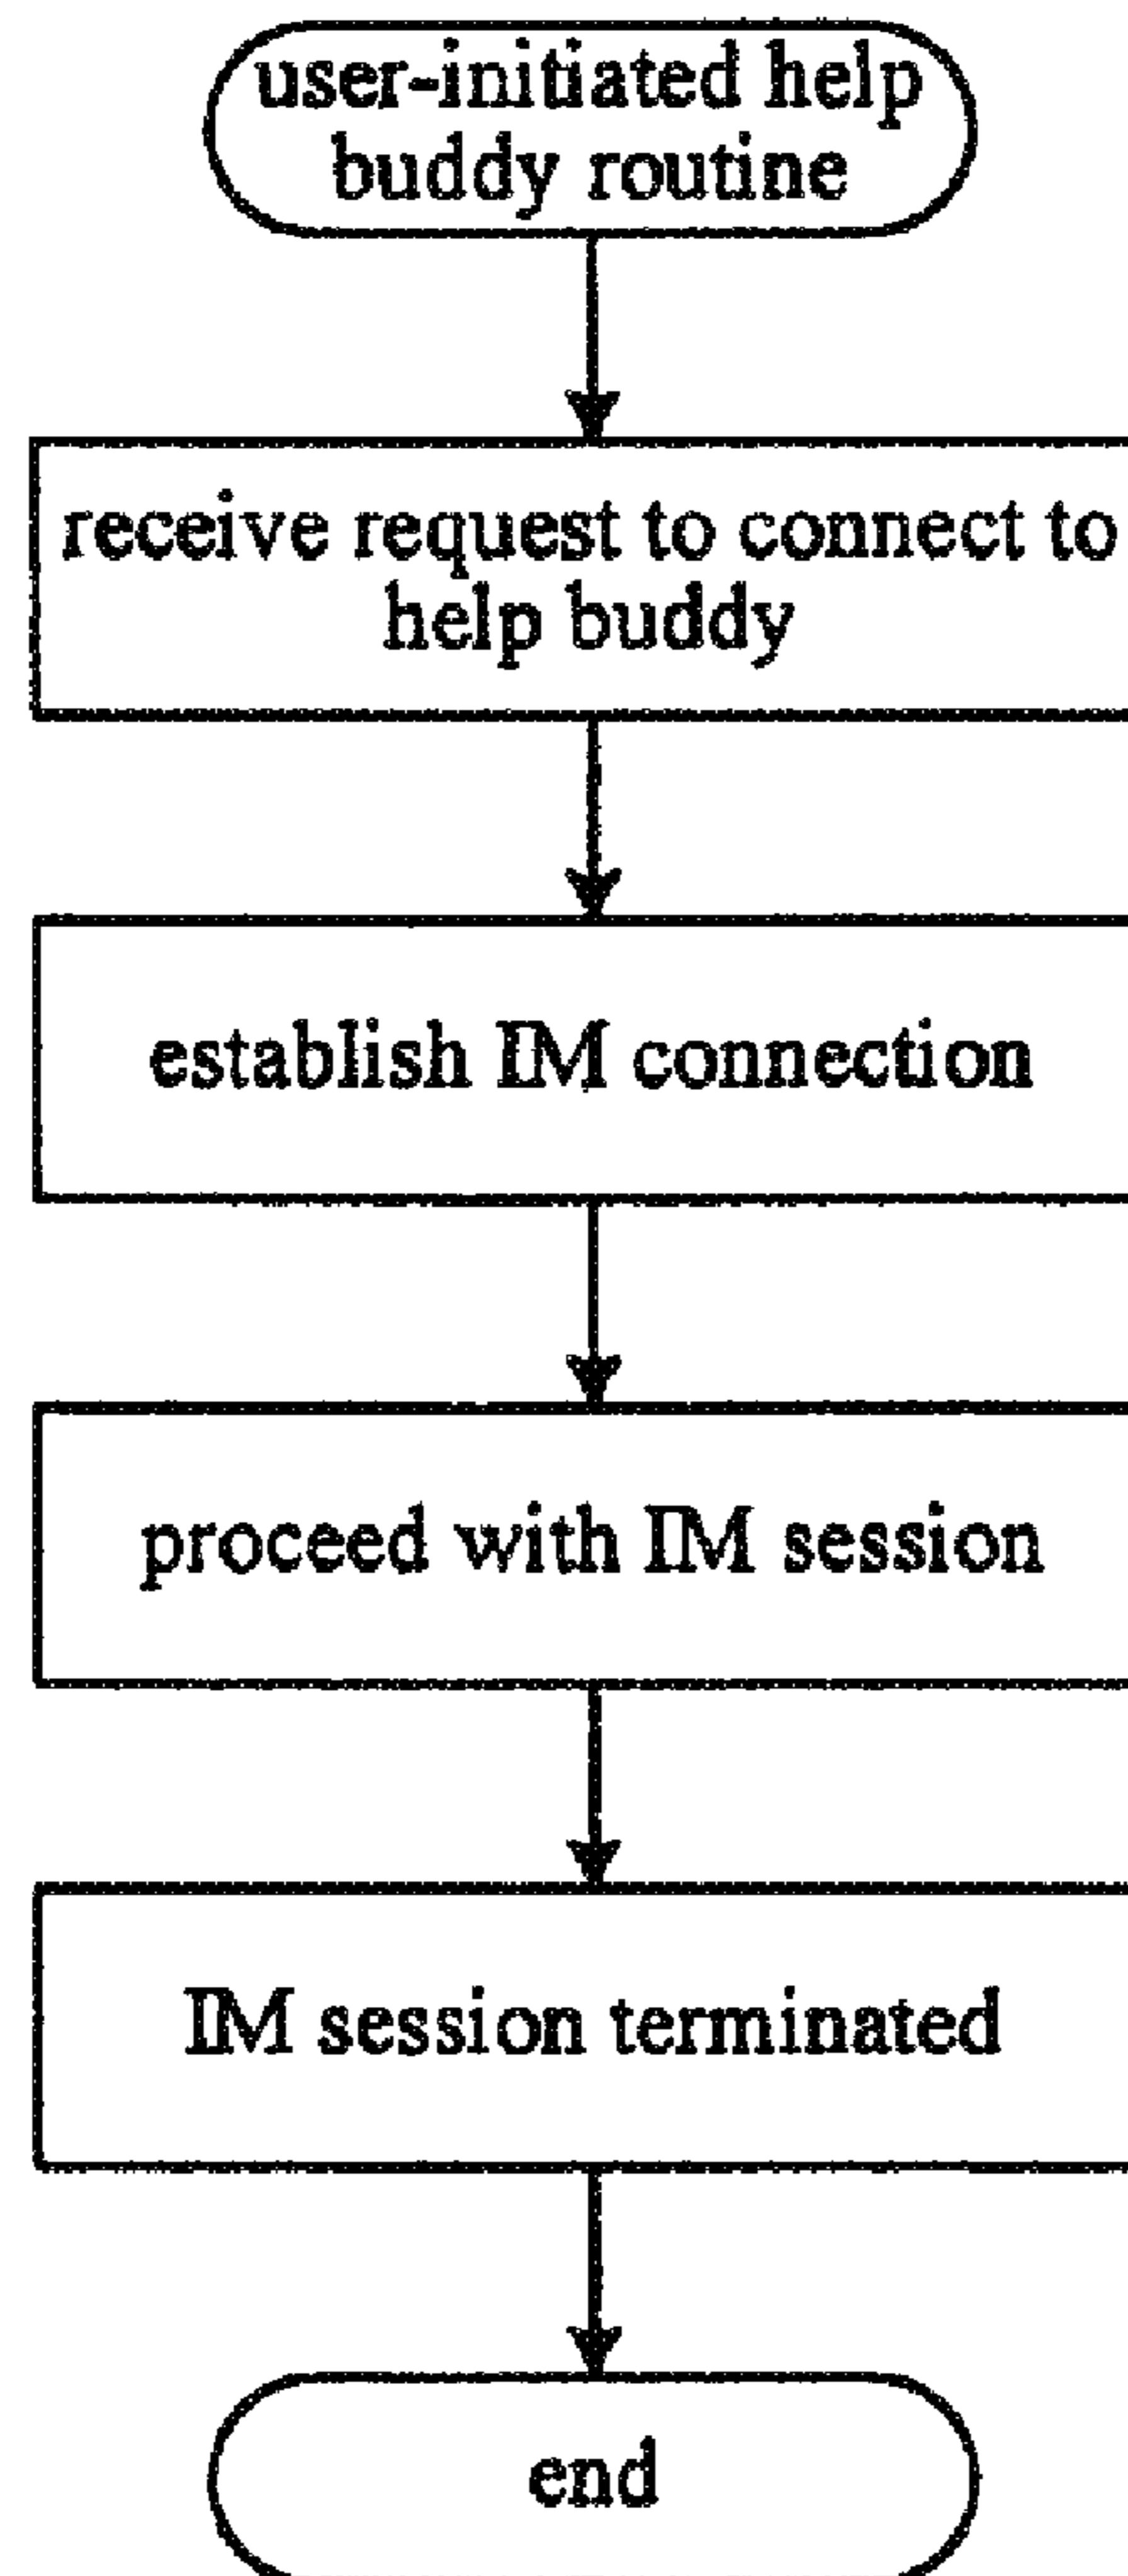 user-initiated help
buddy routine
receive request to connect to
help buddy
establish IM connection
proceed with IM session
IM session terminated
end